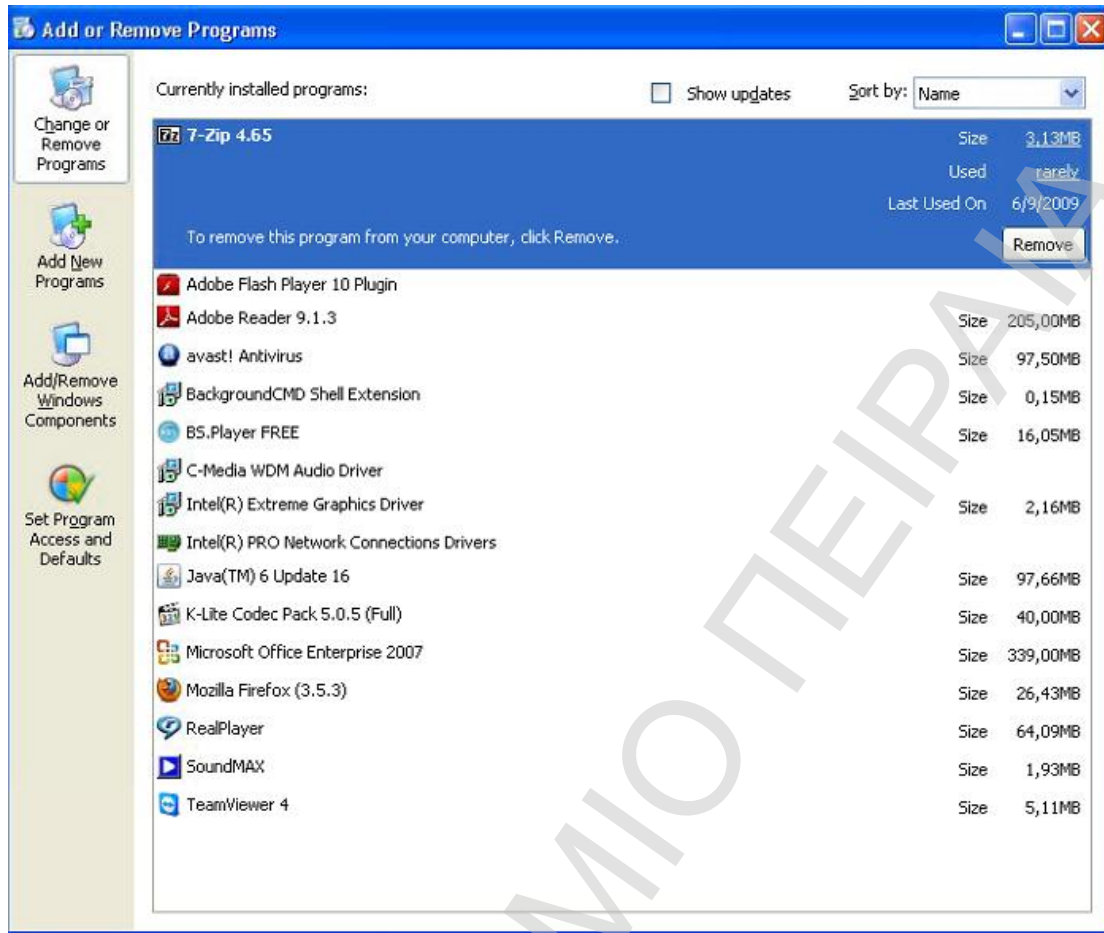 Add or Remove Programs
Change or
Remove
Programs
Add New
Programs
Add/Remove
Windows
Components
Set Program
Access and
Defaults
Currently installed programs: Show updates Sort by: Name
7-Zip 4.65 Size 3,13MB
Used rarely
Last Used On 6/9/2009
To remove this program from your computer, click Remove. Remove
Adobe Flash Player 10 Plugin
Adobe Reader 9.1.3 Size 205,00MB
avast! Antivirus Size 97,50MB
BackgroundCMD Shell Extension Size 0,15MB
BS.Player FREE Size 16,05MB
C-Media WDM Audio Driver
Intel(R) Extreme Graphics Driver Size 2,16MB
Intel(R) PRO Network Connections Drivers
Java(TM) 6 Update 16 Size 97,66MB
K-Lite Codec Pack 5.0.5 (Full) Size 40,00MB
Microsoft Office Enterprise 2007 Size 339,00MB
Mozilla Firefox (3.5.3) Size 26,43MB
RealPlayer Size 64,09MB
SoundMAX Size 1,93MB
TeamViewer 4 Size 5,11MB
ΜΙΟ ΠΕΙΡΑΙΑ